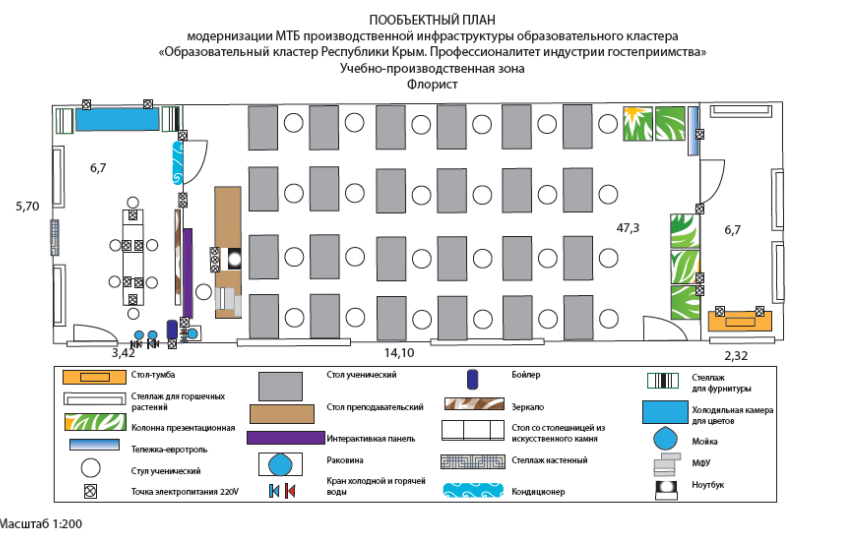 ПООБЪЕКТНЫЙ ПЛАН
модернизации МТБ производственной инфраструктуры образовательного кластера
«Образовательный кластер Республики Крым. Профессионалитет индустрии гостеприимства»
Учебно-производственная зона
Флорист
6,7
5,70
47,3
6,7
3,42
14,10
2,32
Стол-тумба
Стеллаж для горшечных
растений
Колонна презентационная
Тележка-евротроль
Стул ученический
Точка электропитания 220V
Стол ученический
Стол преподавательский
Интерактивная панель
Раковина
Кран холодной и горячей
воды
Бойлер
Зеркало
Стол со столешницей из
искусственного камня
Стеллаж настенный
Кондиционер
Стеллаж
для фурнитуры
Холодильная камера
для цветов
Мойка
МФУ
Ноутбук
Масштаб 1:200